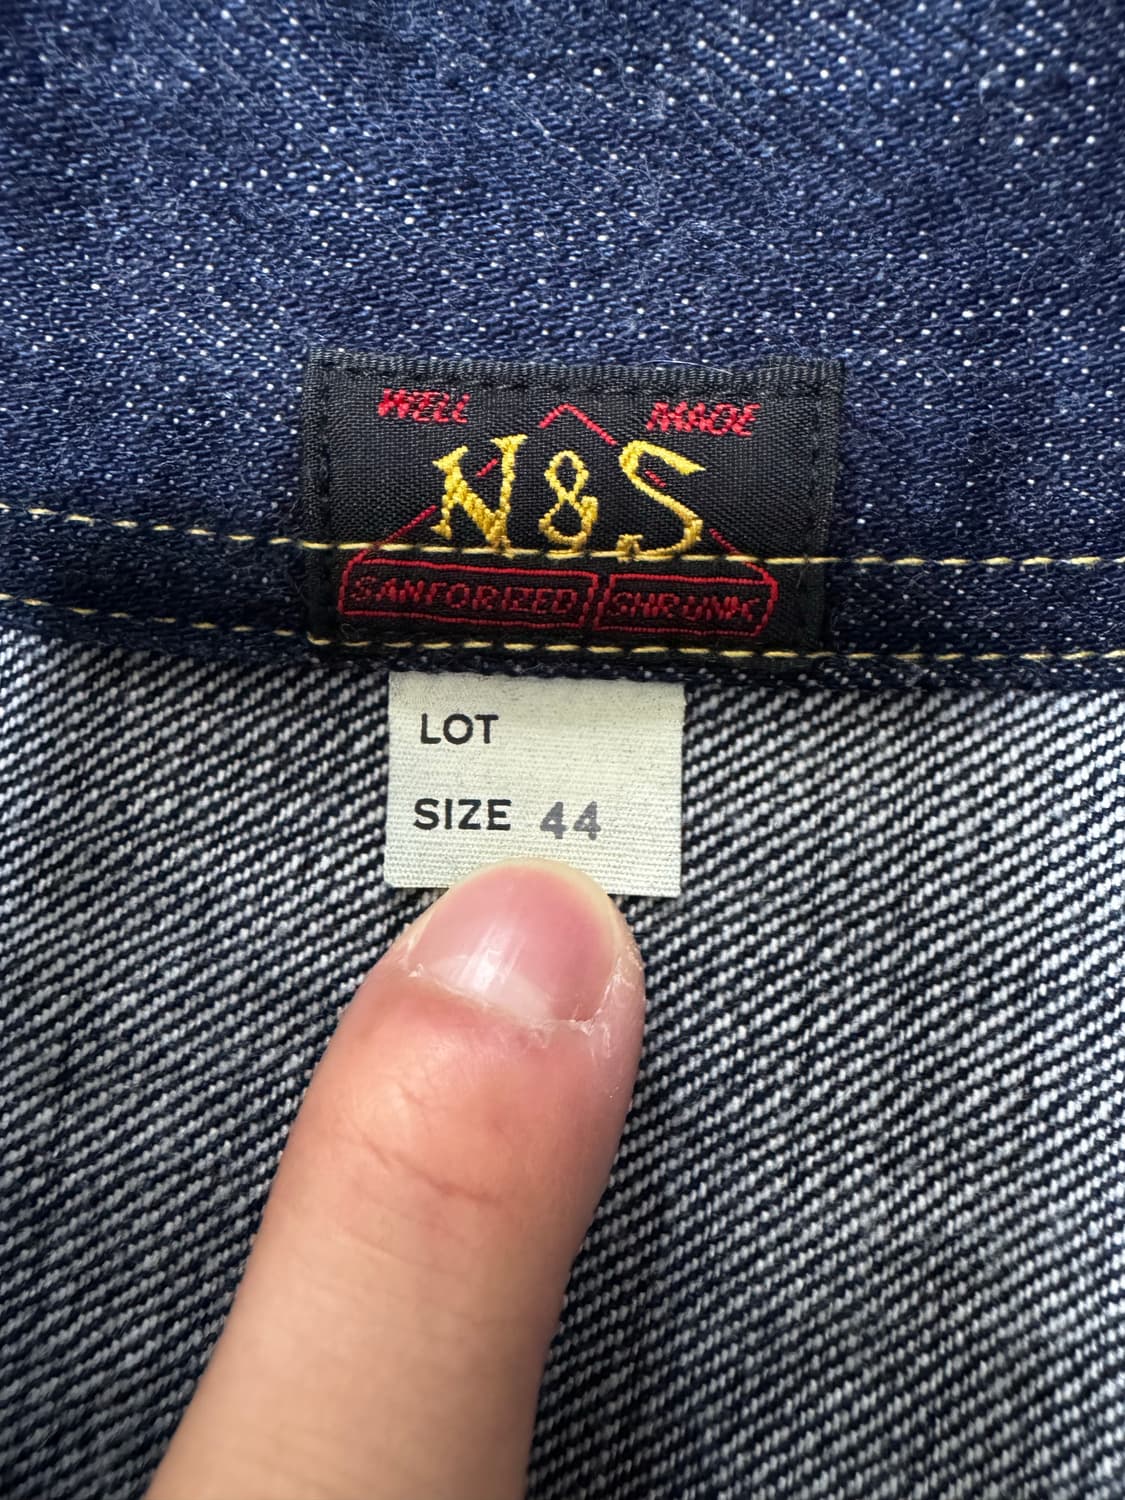 WELL MADE
N & S
SANFORIZED SHRUNK
LOT
SIZE 44